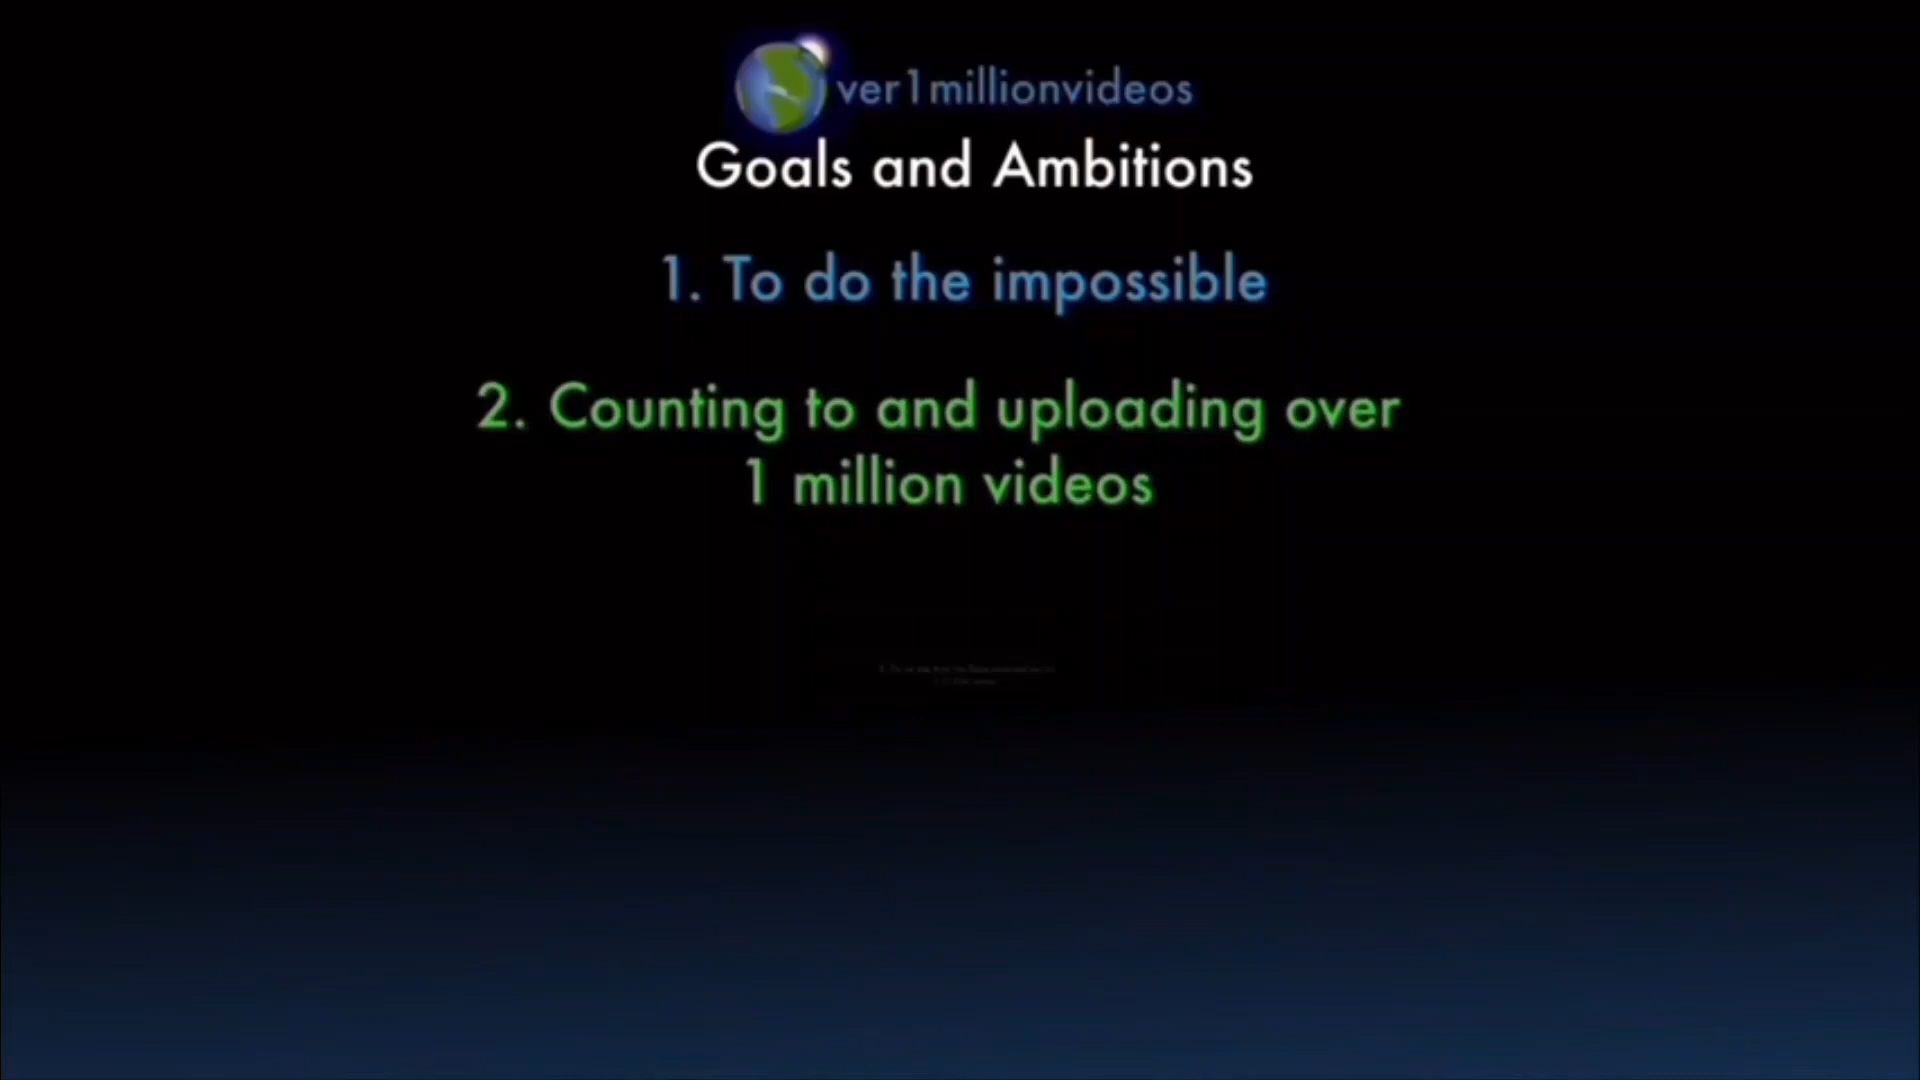 ver1millionvideos
Goals and Ambitions
1. To do the impossible
2. Counting to and uploading over
1 million videos